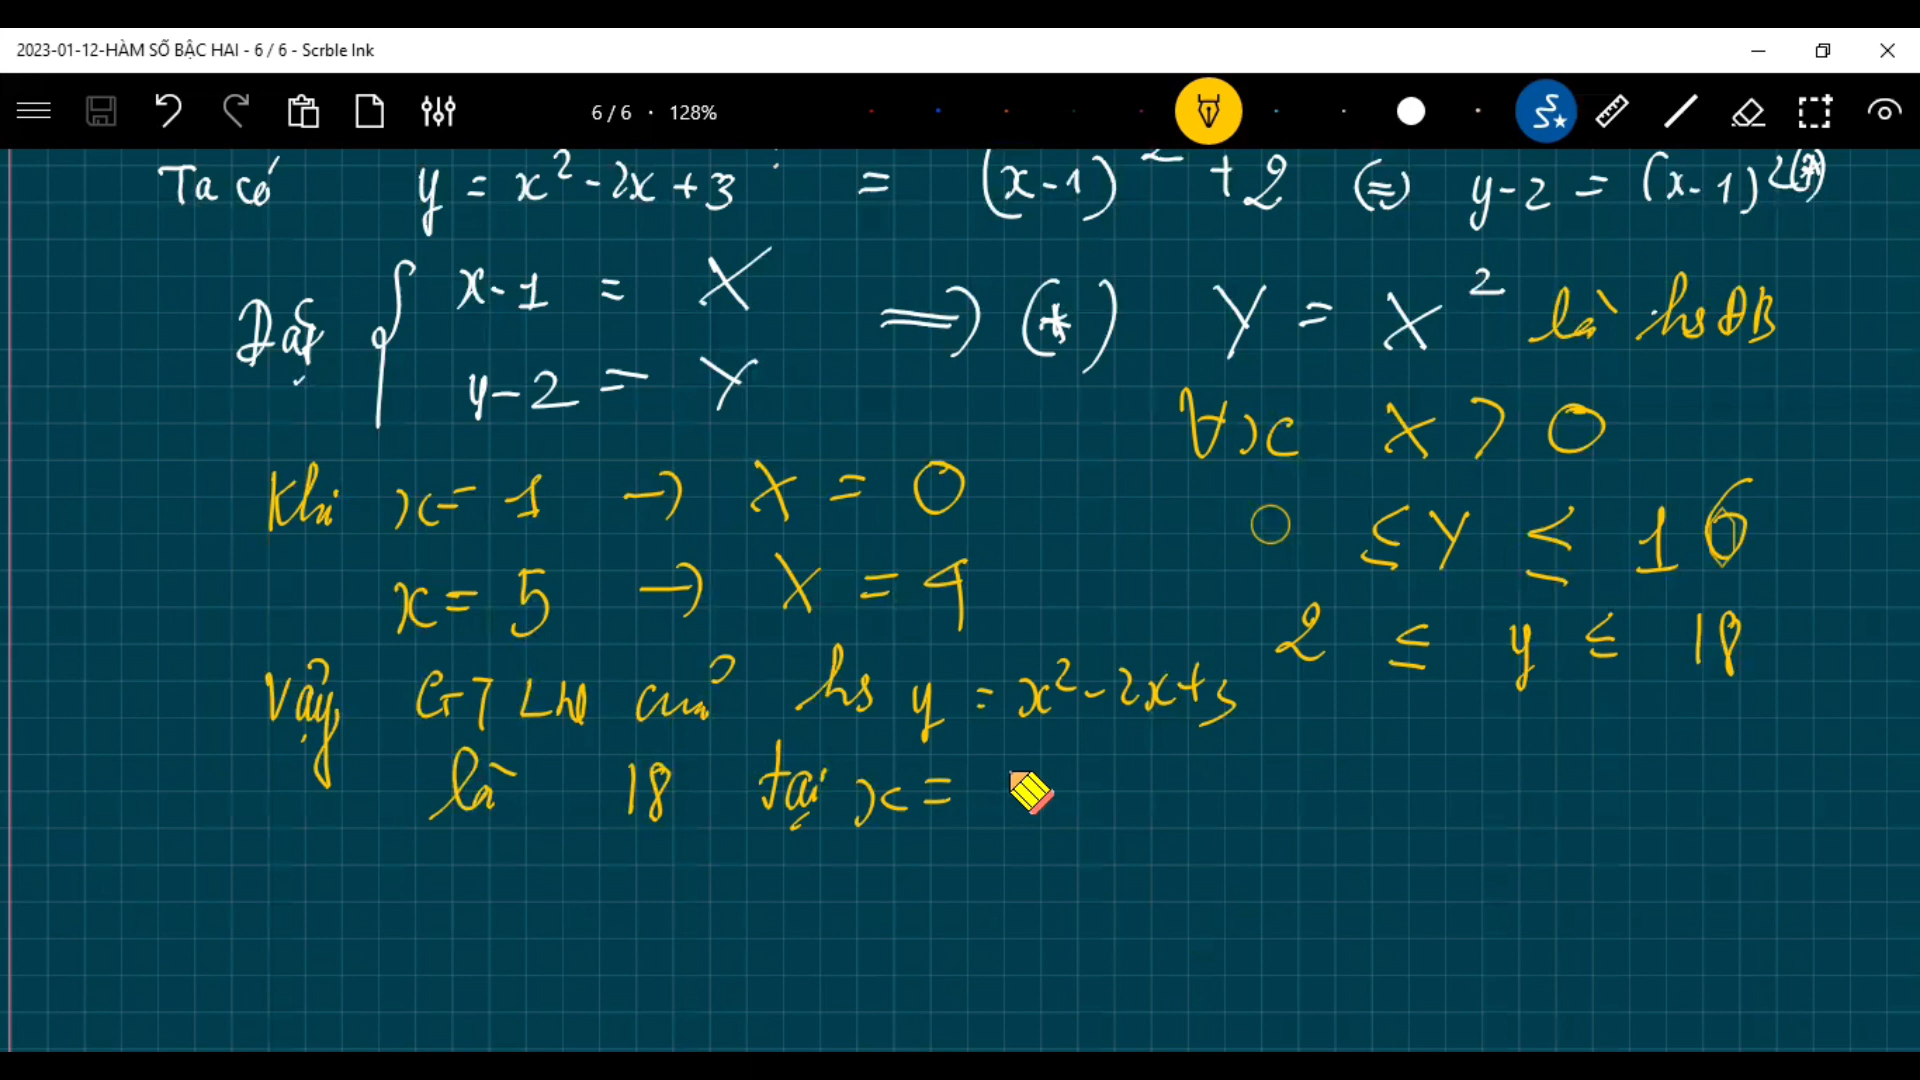 2023-01-12-HÀM SỐ BẬC HAI - 6 / 6 - Scrble Ink
6 / 6 · 128%
Ta có y = x² - 2x + 3 = (x-1)² + 2 (=) y-2 = (x-1)² (*)
Đặt { x-1 = X
y-2 = Y
=> (*) Y = X² là hs ĐB
∀x X > 0
Khi x = 1 → X = 0
0 ≤ Y ≤ 16
x = 5 → X = 4
2 ≤ y ≤ 18
Vậy GTLN của hs y = x² - 2x + 3
là 18 tại x =